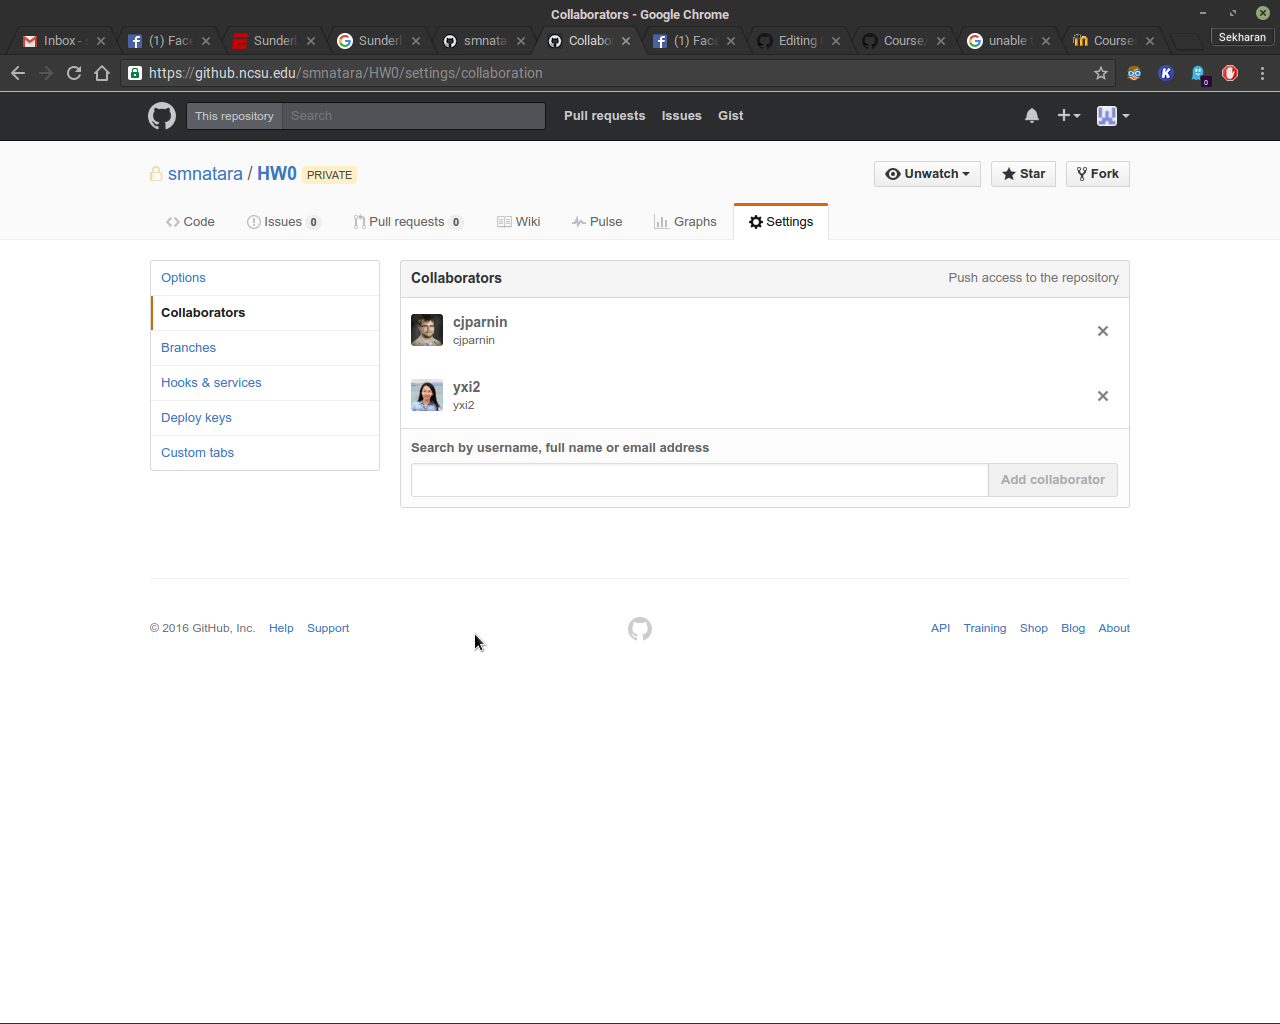 Collaborators - Google Chrome
Inbox - (1) Fac Sunderl Sunderl smnata Collabo (1) Fac Editing Course unable Course Sekharan
https://github.ncsu.edu/smnatara/HW0/settings/collaboration
0
This repository Search Pull requests Issues Gist
smnatara / HW0 PRIVATE Unwatch Star Fork
Code Issues 0 Pull requests 0 Wiki Pulse Graphs Settings
Options
Collaborators
Branches
Hooks & services
Deploy keys
Custom tabs
Collaborators Push access to the repository
cjparnin
cjparnin
yxi2
yxi2
Search by username, full name or email address
Add collaborator
© 2016 GitHub, Inc. Help Support API Training Shop Blog About